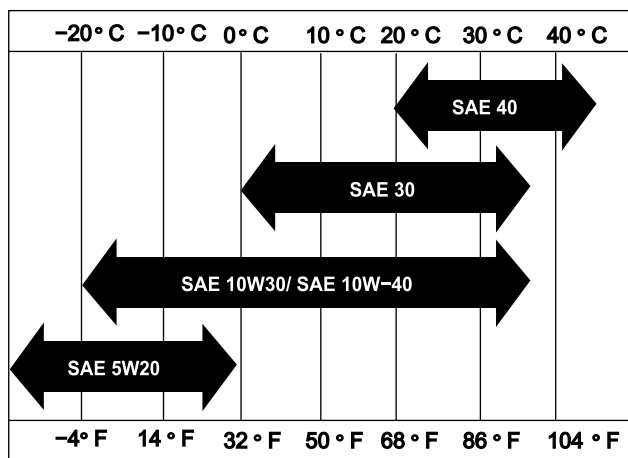 −20° C −10° C 0° C 10° C 20° C 30° C 40° C
SAE 40
SAE 30
SAE 10W30/ SAE 10W−40
SAE 5W20
−4° F 14° F 32° F 50° F 68° F 86° F 104 ° F